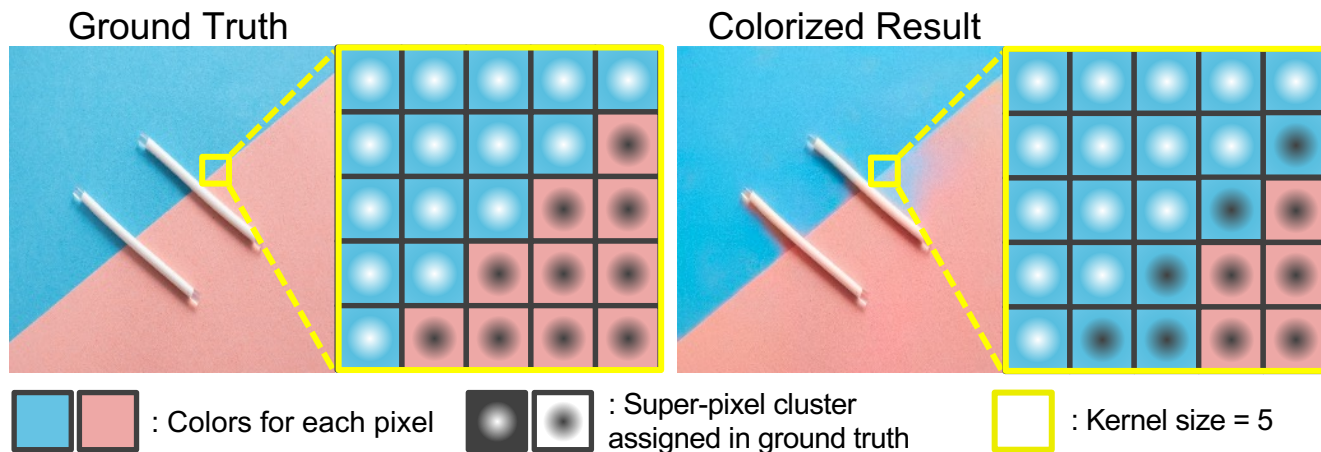 Ground Truth
Colorized Result
: Colors for each pixel
: Super-pixel cluster
assigned in ground truth
: Kernel size = 5